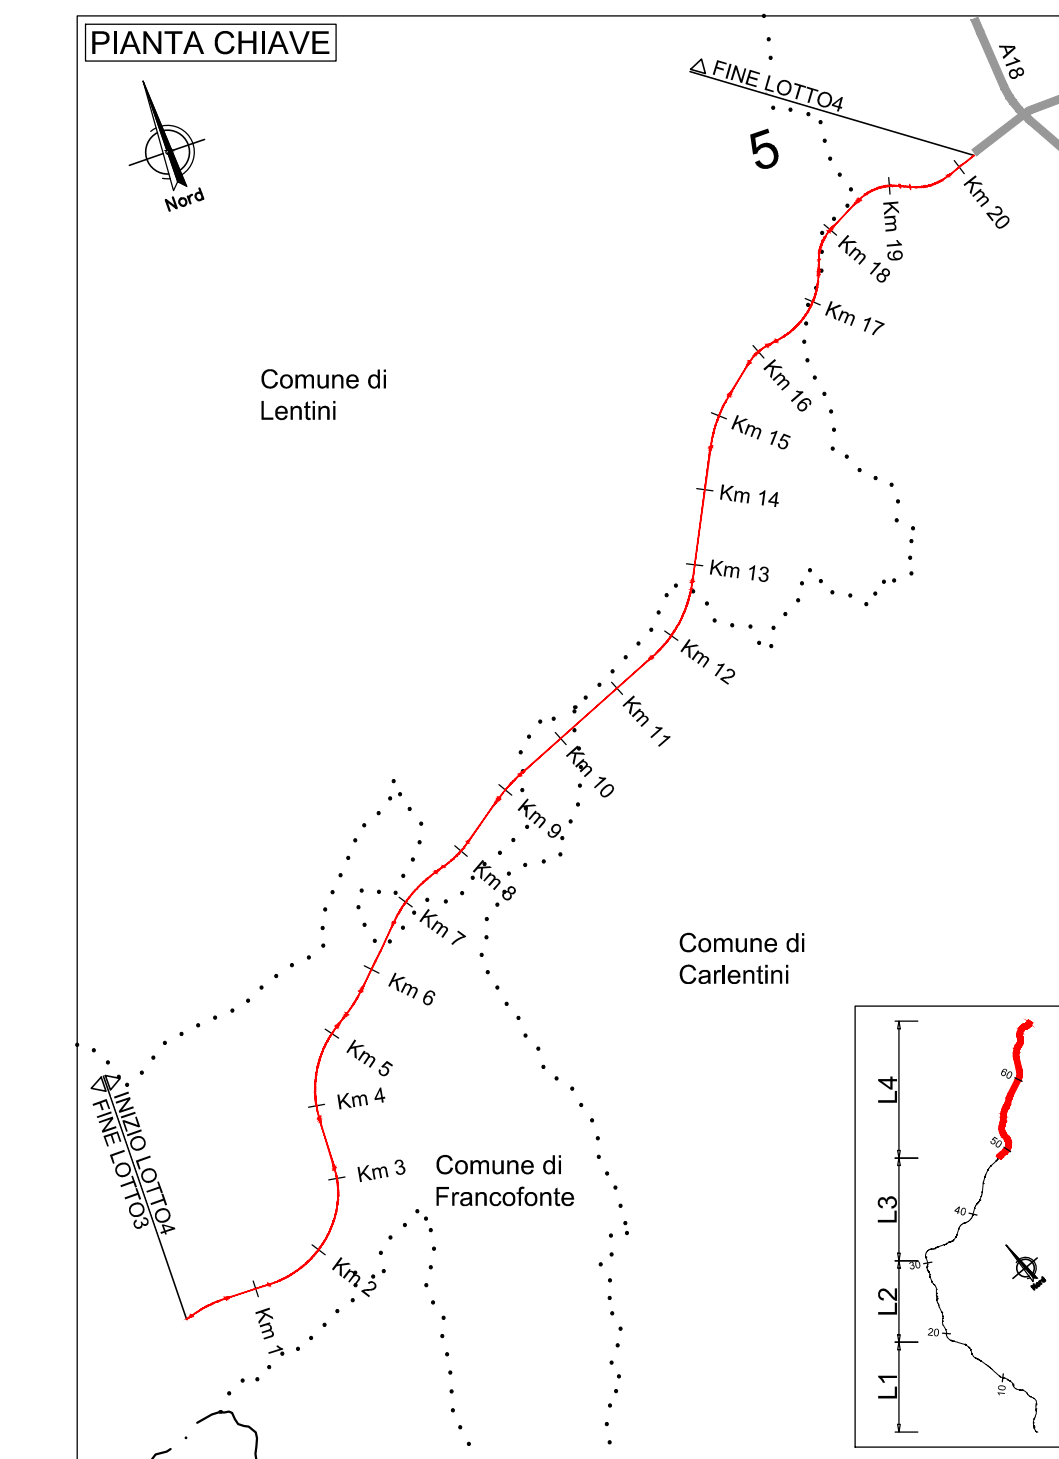 PIANTA CHIAVE
A18
FINE LOTTO4
5
Nord
Km 20
Km 19
Km 18
Km 17
Comune di
Lentini
Km 16
Km 15
Km 14
Km 13
Km 12
Km 11
Km 10
Km 9
Km 8
Km 7
Comune di
Carlentini
Km 6
Km 5
Km 4
INIZIO LOTTO4
FINE LOTTO3
Km 3
Comune di
Francofonte
Km 2
Km 1
L4
60
50
L3
40
30
Nord
L2
20
L1
10